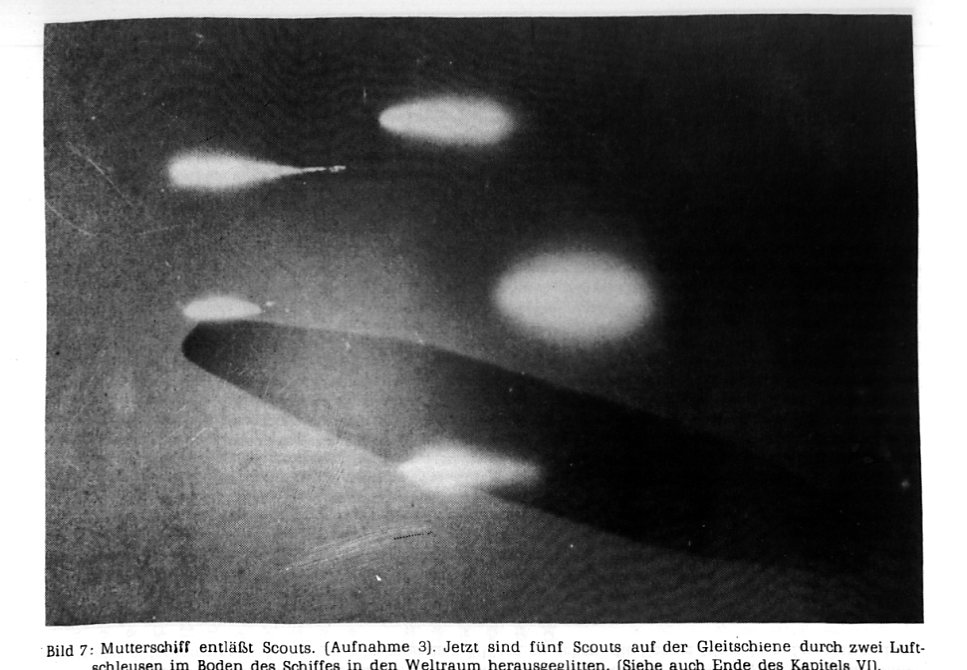 Bild 7: Mutterschiff entläßt Scouts. (Aufnahme 3). Jetzt sind fünf Scouts auf der Gleitschiene durch zwei Luft-
schleusen im Boden des Schiffes in den Weltraum herausgeglitten. (Siehe auch Ende des Kapitels VII).